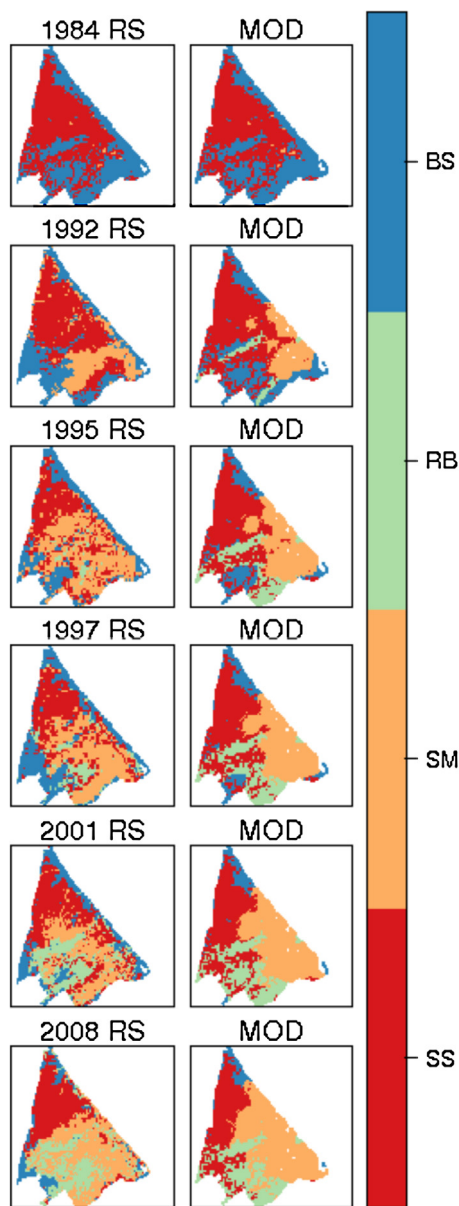 1984 RS MOD
1992 RS MOD
1995 RS MOD
1997 RS MOD
2001 RS MOD
2008 RS MOD
BS
RB
SM
SS